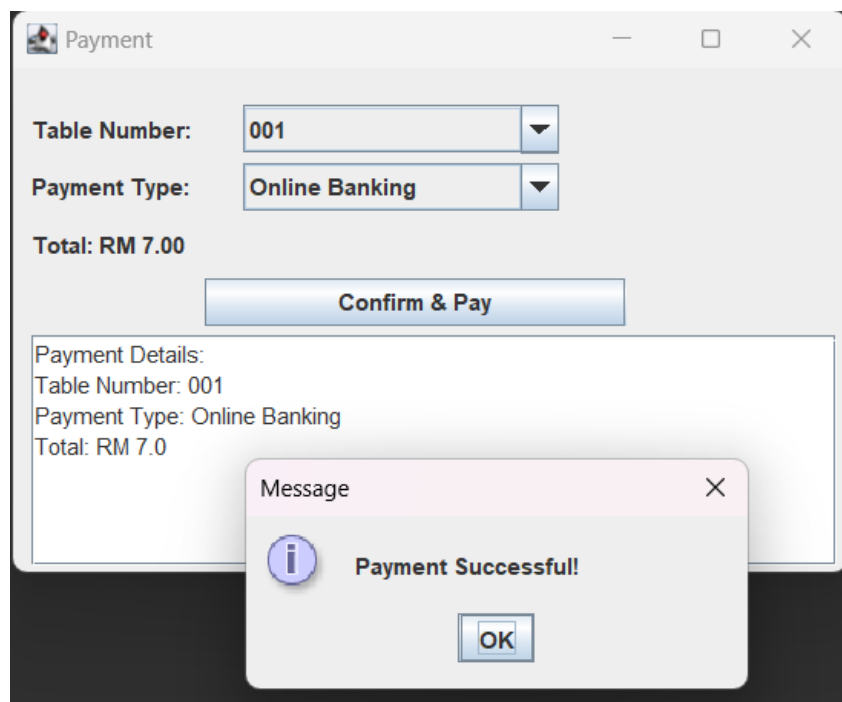 Payment
Table Number: 001
Payment Type: Online Banking
Total: RM 7.00
Confirm & Pay
Payment Details:
Table Number: 001
Payment Type: Online Banking
Total: RM 7.0
Message
Payment Successful!
OK